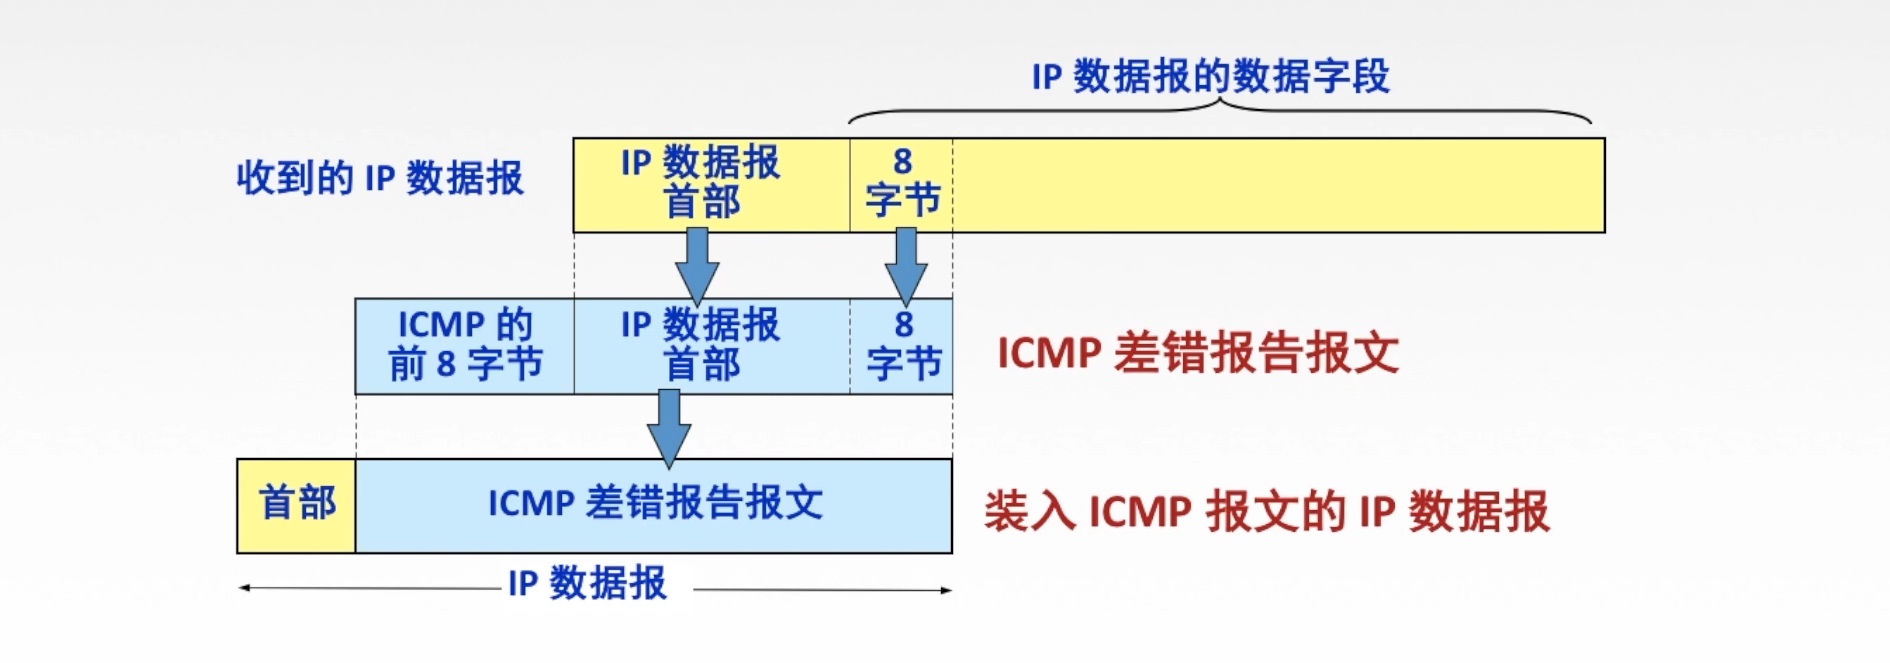 IP 数据报的数据字段
收到的 IP 数据报
IP 数据报
首部
8
字节
ICMP 的
前 8 字节
IP 数据报
首部
8
字节
ICMP 差错报告报文
首部
ICMP 差错报告报文
装入 ICMP 报文的 IP 数据报
IP 数据报